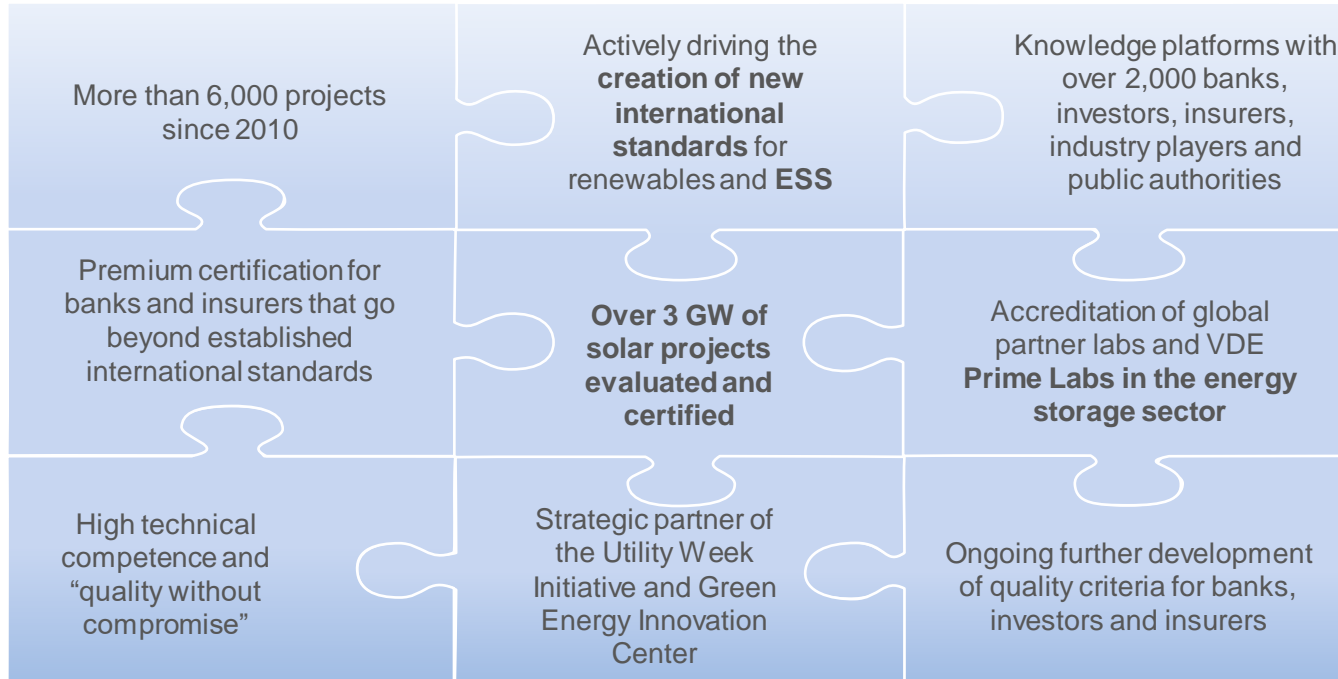 More than 6,000 projects
since 2010
Actively driving the
creation of new
international
standards for
renewables and ESS
Knowledge platforms with
over 2,000 banks,
investors, insurers,
industry players and
public authorities
Premium certification for
banks and insurers that go
beyond established
international standards
Over 3 GW of
solar projects
evaluated and
certified
Accreditation of global
partner labs and VDE
Prime Labs in the energy
storage sector
High technical
competence and
“quality without
compromise”
Strategic partner of
the Utility Week
Initiative and Green
Energy Innovation
Center
Ongoing further development
of quality criteria for banks,
investors and insurers